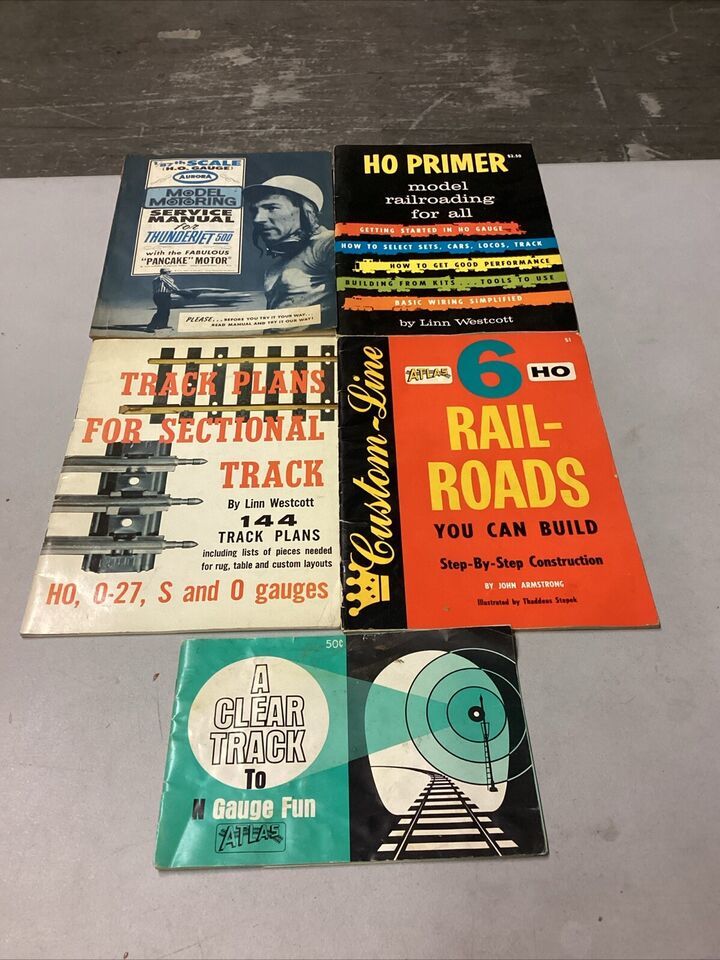 1/87th SCALE
(H.O. GAUGE)
AURORA
MODEL
MOTORING
SERVICE
MANUAL
for
THUNDERJET 500
with the FABULOUS
"PANCAKE" MOTOR
PLEASE... BEFORE YOU TRY IT YOUR WAY...
READ MANUAL AND TRY IT OUR WAY!
HO PRIMER
$2.50
model
railroading
for all
GETTING STARTED IN HO GAUGE
HOW TO SELECT SETS, CARS, LOCOS, TRACK
HOW TO GET GOOD PERFORMANCE
BUILDING FROM KITS . . . TOOLS TO USE
BASIC WIRING SIMPLIFIED
by Linn Westcott
TRACK PLANS
FOR SECTIONAL
TRACK
By Linn Westcott
144
TRACK PLANS
including lists of pieces needed
for rug, table and custom layouts
HO, O-27, S and O gauges
$1
Custom-Line
ATLAS
6
HO
RAIL-
ROADS
YOU CAN BUILD
Step-By-Step Construction
BY JOHN ARMSTRONG
Illustrated by Thaddeus Stepek
50¢
A
CLEAR
TRACK
To
N Gauge Fun
ATLAS